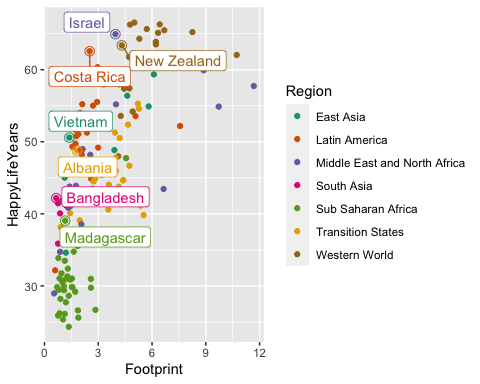 Israel
New Zealand
Costa Rica
Vietnam
Albania
Bangladesh
Madagascar
HappyLifeYears
60
50
40
30
0
3
6
9
12
Footprint
Region
East Asia
Latin America
Middle East and North Africa
South Asia
Sub Saharan Africa
Transition States
Western World